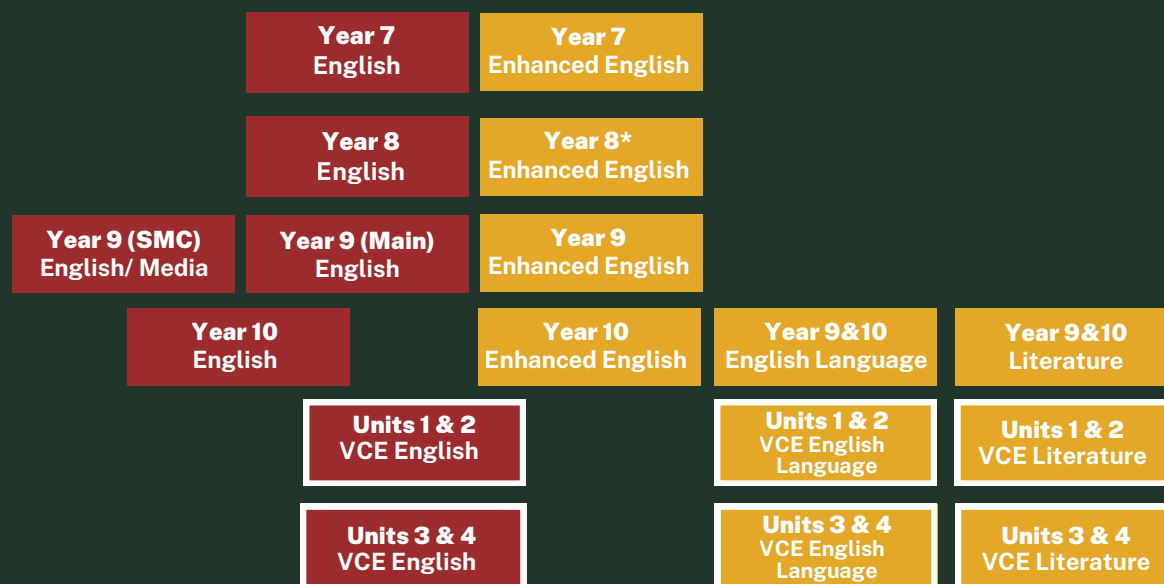 Year 7
English
Year 7
Enhanced English
Year 8
English
Year 8*
Enhanced English
Year 9 (SMC)
English/ Media
Year 9 (Main)
English
Year 9
Enhanced English
Year 10
English
Year 10
Enhanced English
Year 9&10
English Language
Year 9&10
Literature
Units 1 & 2
VCE English
Units 1 & 2
VCE English
Language
Units 1 & 2
VCE Literature
Units 3 & 4
VCE English
Units 3 & 4
VCE English
Language
Units 3 & 4
VCE Literature